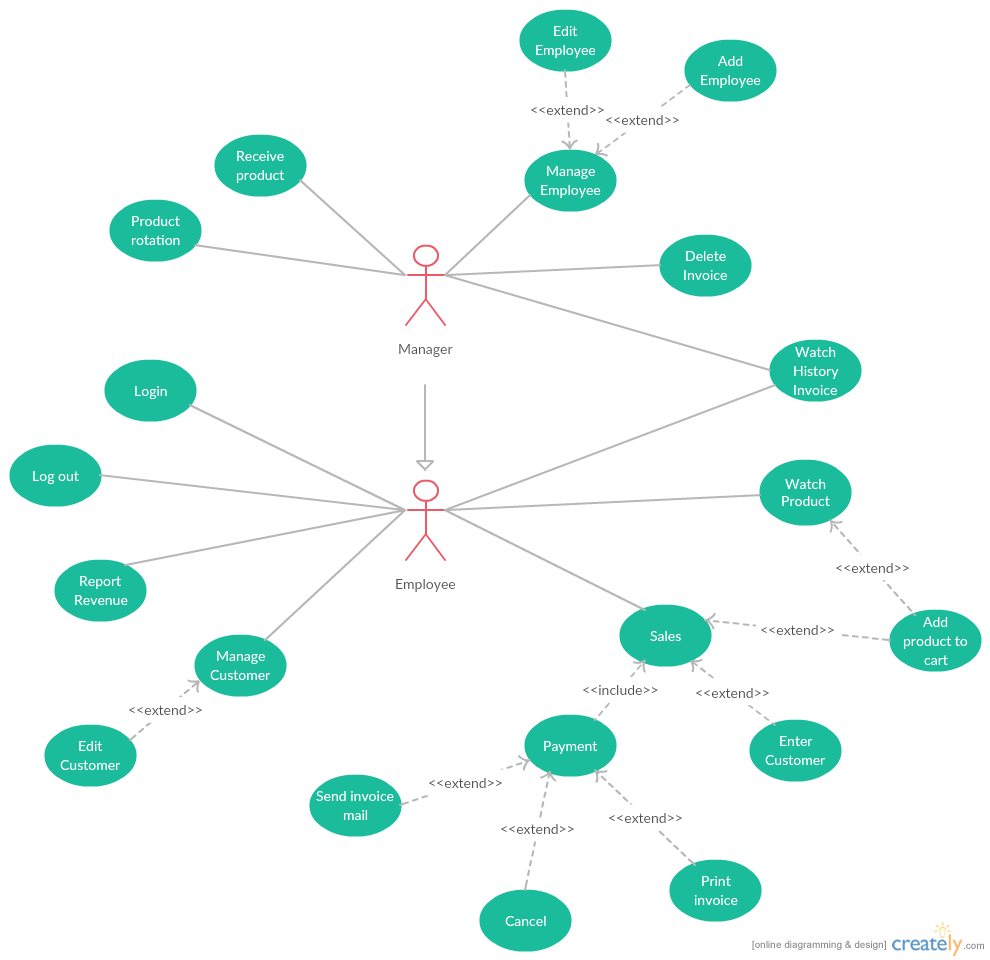 Edit
Employee
Add
Employee
<<extend>>
<<extend>>
Receive
product
Manage
Employee
Product
rotation
Delete
Invoice
Manager
Watch
History
Invoice
Login
Log out
Watch
Product
Report
Revenue
Employee
<<extend>>
Sales
<<extend>>
Add
product to
cart
Manage
Customer
<<include>>
<<extend>>
<<extend>>
Edit
Customer
Payment
Enter
Customer
Send invoice
mail
<<extend>>
<<extend>>
<<extend>>
Print
invoice
Cancel
[online diagramming & design] creately.com